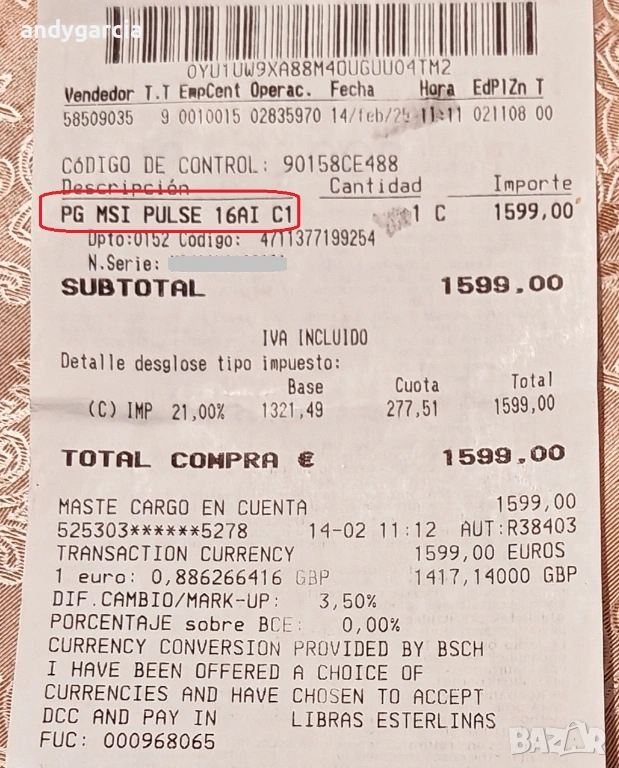 andygarcia
0YU1UW9XA88M4OUGUU04TM2
Vendedor T.T EmpCent Operac. Fecha Hora EdPlZn T
58509035 9 0010015 02835970 14/feb/25 11:11 021108 00
CóDIGO DE CONTROL: 90158CE488
Descripción Cantidad Importe
PG MSI PULSE 16AI C1 1 C 1599,00
Dpto:0152 Codigo: 4711377199254
N.Serie:
SUBTOTAL 1599.00
IVA INCLUIDO
Detalle desglose tipo impuesto:
Base Cuota Total
(C) IMP 21,00% 1321,49 277,51 1599,00
TOTAL COMPRA € 1599.00
MASTE CARGO EN CUENTA 1599,00
525303******5278 14-02 11:12 AUT:R38403
TRANSACTION CURRENCY 1599,00 EUROS
1 euro: 0,886266416 GBP 1417,14000 GBP
DIF.CAMBIO/MARK-UP: 3,50%
PORCENTAJE sobre BCE: 0,00%
CURRENCY CONVERSION PROVIDED BY BSCH
I HAVE BEEN OFFERED A CHOICE OF
CURRENCIES AND HAVE CHOSEN TO ACCEPT
DCC AND PAY IN LIBRAS ESTERLINAS
FUC: 000968065
BAZAR